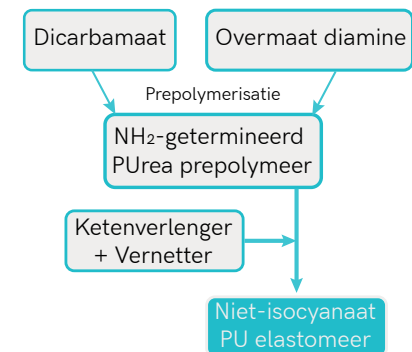 Dicarbamaat
Overmaat diamine
Prepolymerisatie
NH₂-getermineerd
PUrea prepolymeer
Ketenverlenger
+ Vernetter
Niet-isocyanaat
PU elastomeer